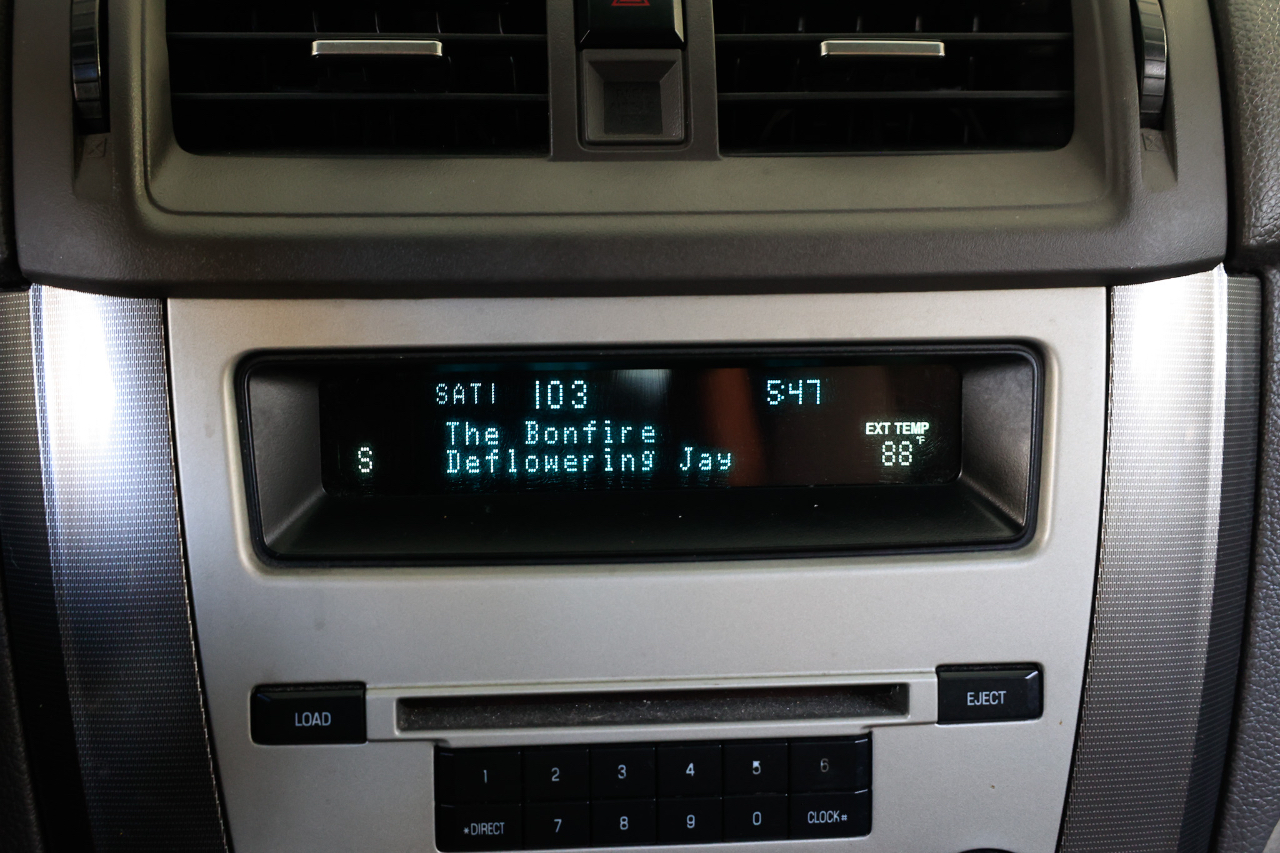 SAT1 103 5:47
The Bonfire
EXT TEMP
S Deflowering Jay 88°F
LOAD
EJECT
1 2 3 4 5 6
*DIRECT 7 8 9 0 CLOCK#